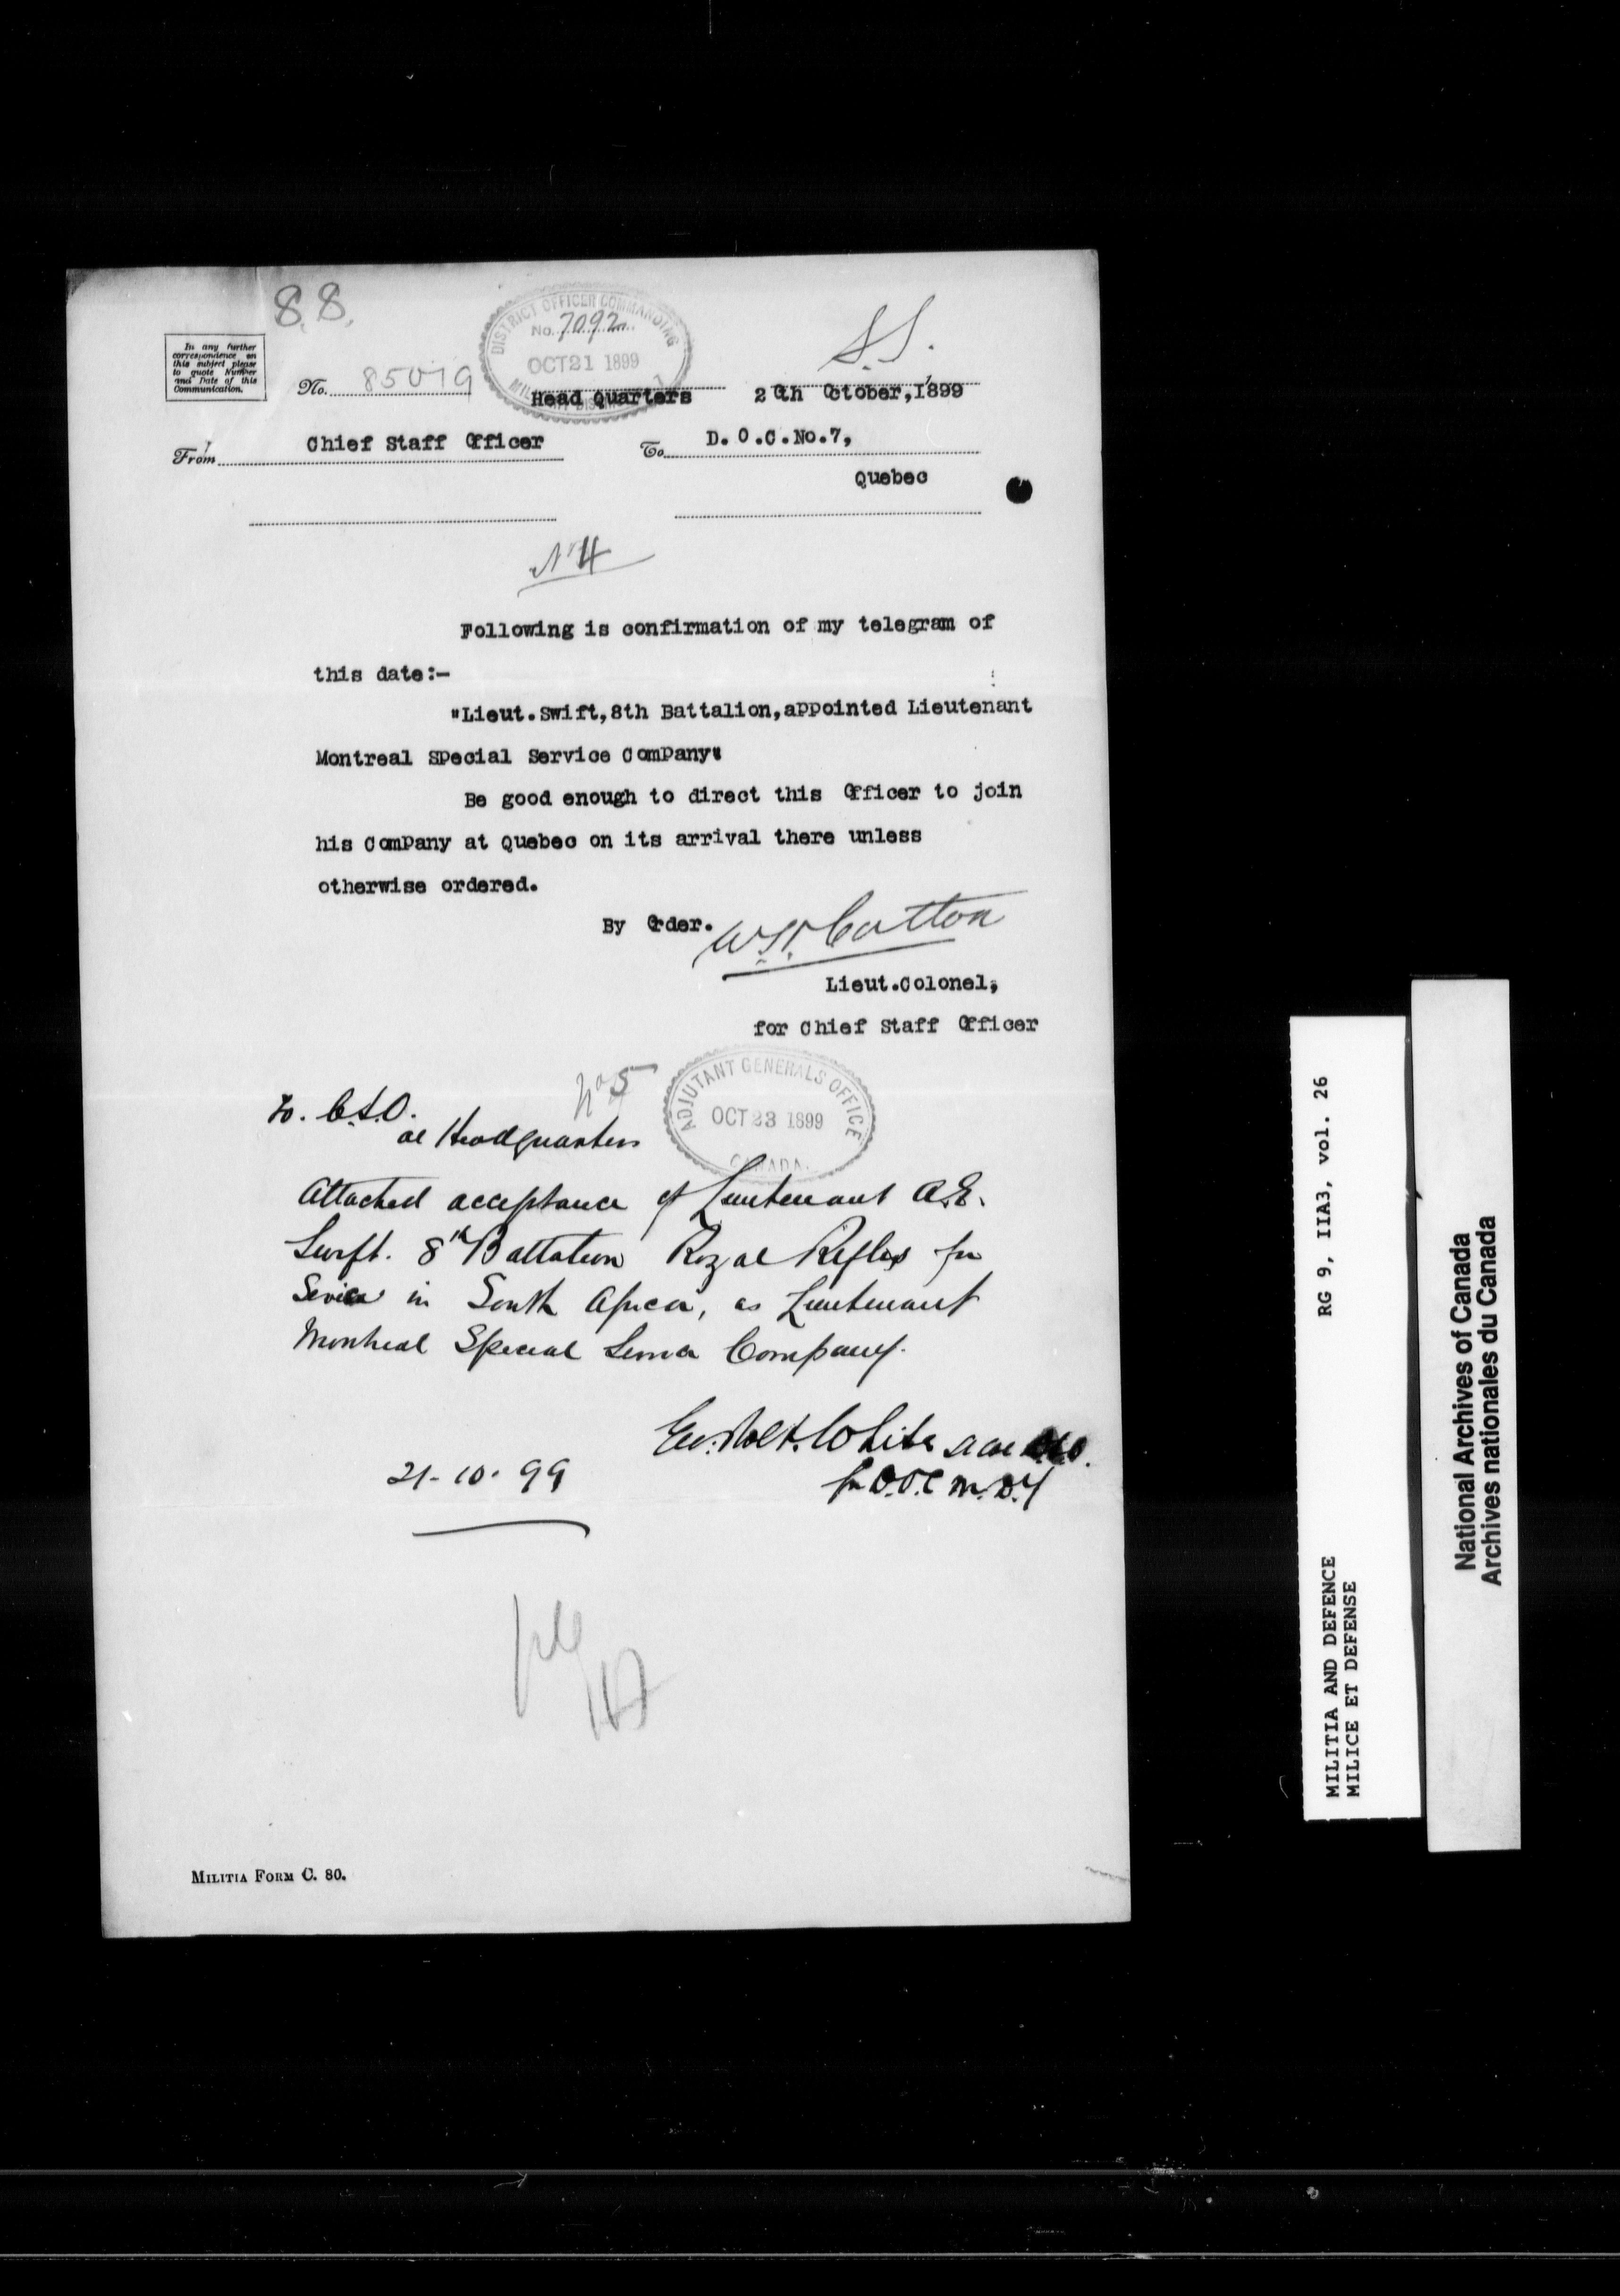 8.8.
S.S.
DISTRICT OFFICER COMMANDING
No. 7092
OCT 21 1899
In any further
correspondence on
this subject please
to quote Number
and Date of this
Communication.
No. 85019
Head Quarters 20th October, 1899
From Chief Staff Officer To D.O.C.No.7,
Quebec
No 4
Following is confirmation of my telegram of
this date:-
"Lieut.Swift,8th Battalion,appointed Lieutenant
Montreal Special Service Company"
Be good enough to direct this Officer to join
his Company at Quebec on its arrival there unless
otherwise ordered.
By Order. Cotton
Lieut.Colonel,
for Chief Staff Officer
No 5
ADJUTANT GENERALS OFFICE
OCT 23 1899
CANADA.
To. C.S.O.
at Headquarters
Attached acceptance of Lieutenant A.E.
Swift. 8th Battalion Royal Rifles for
Service in South Africa, as Lieutenant
Montreal Special Service Company.
White
for D.O.C M.D.7
21-10-99
MILITIA FORM C. 80.
MILITIA AND DEFENCE RG 9, IIA3, vol. 26
MILICE ET DEFENSE
National Archives of Canada
Archives nationales du Canada